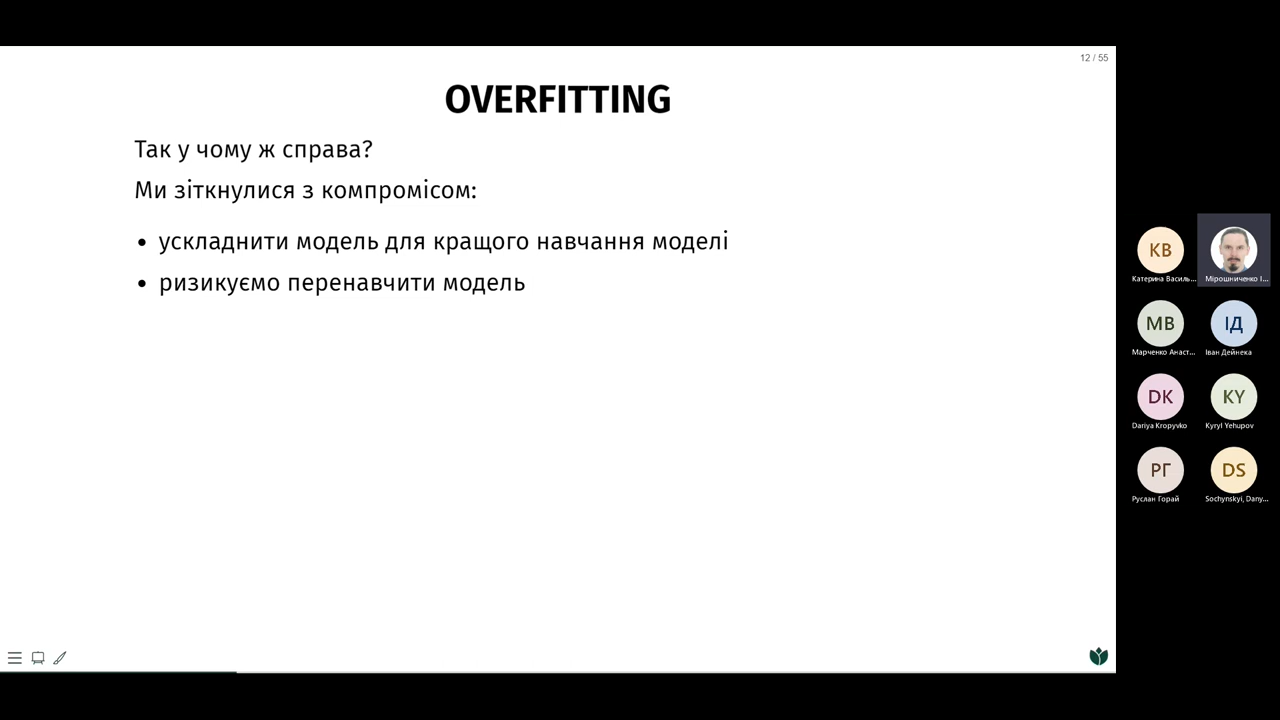 12 / 55
OVERFITTING
Так у чому ж справа?
Ми зіткнулися з компромісом:
• ускладнити модель для кращого навчання моделі
• ризикуємо перенавчити модель
КВ
Катерина Василь...
Мірошниченко І...
МВ
Марченко Анаст...
ІД
Іван Дейнека
DK
Dariya Kropyvko
KY
Kyryl Yehupov
РГ
Руслан Горай
DS
Sochynskyi, Dany...